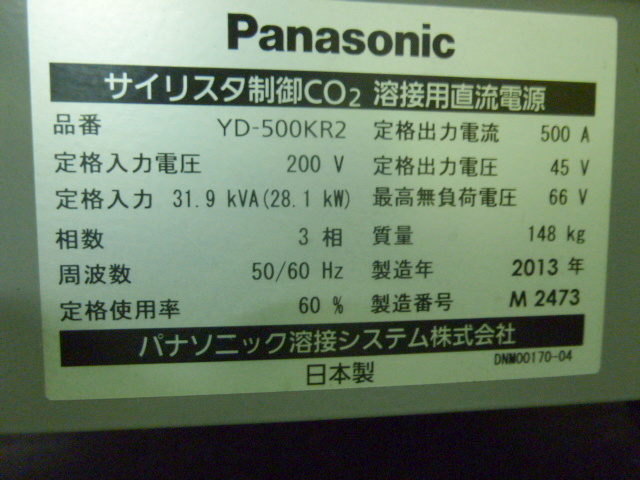 Panasonic
サイリスタ制御CO2 溶接用直流電源
品番 YD-500KR2 定格出力電流 500 A
定格入力電圧 200 V 定格出力電圧 45 V
定格入力 31.9 kVA(28.1 kW) 最高無負荷電圧 66 V
相数 3 相 質量 148 kg
周波数 50/60 Hz 製造年 2013 年
定格使用率 60 % 製造番号 M 2473
パナソニック溶接システム株式会社
日本製 DNM00170-04